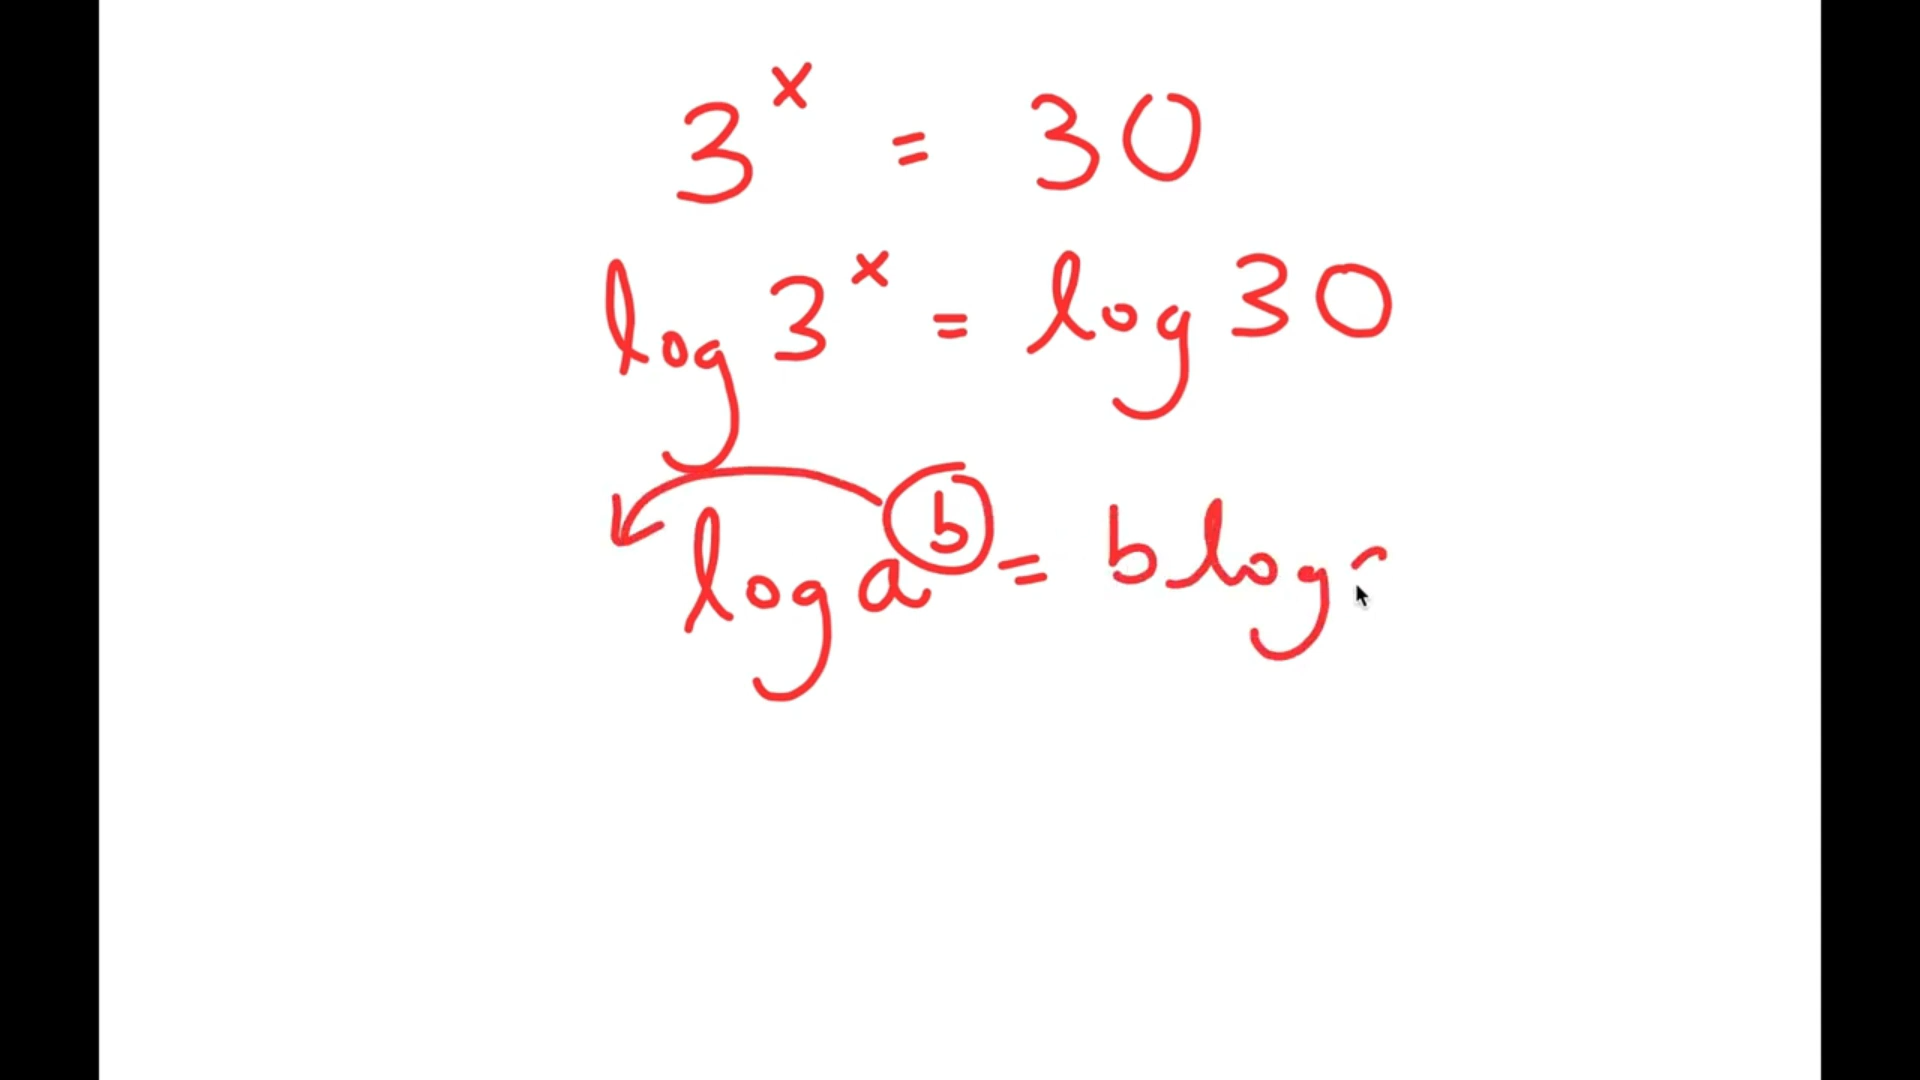 3^x = 30
log 3^x = log 30
log a^b = b log